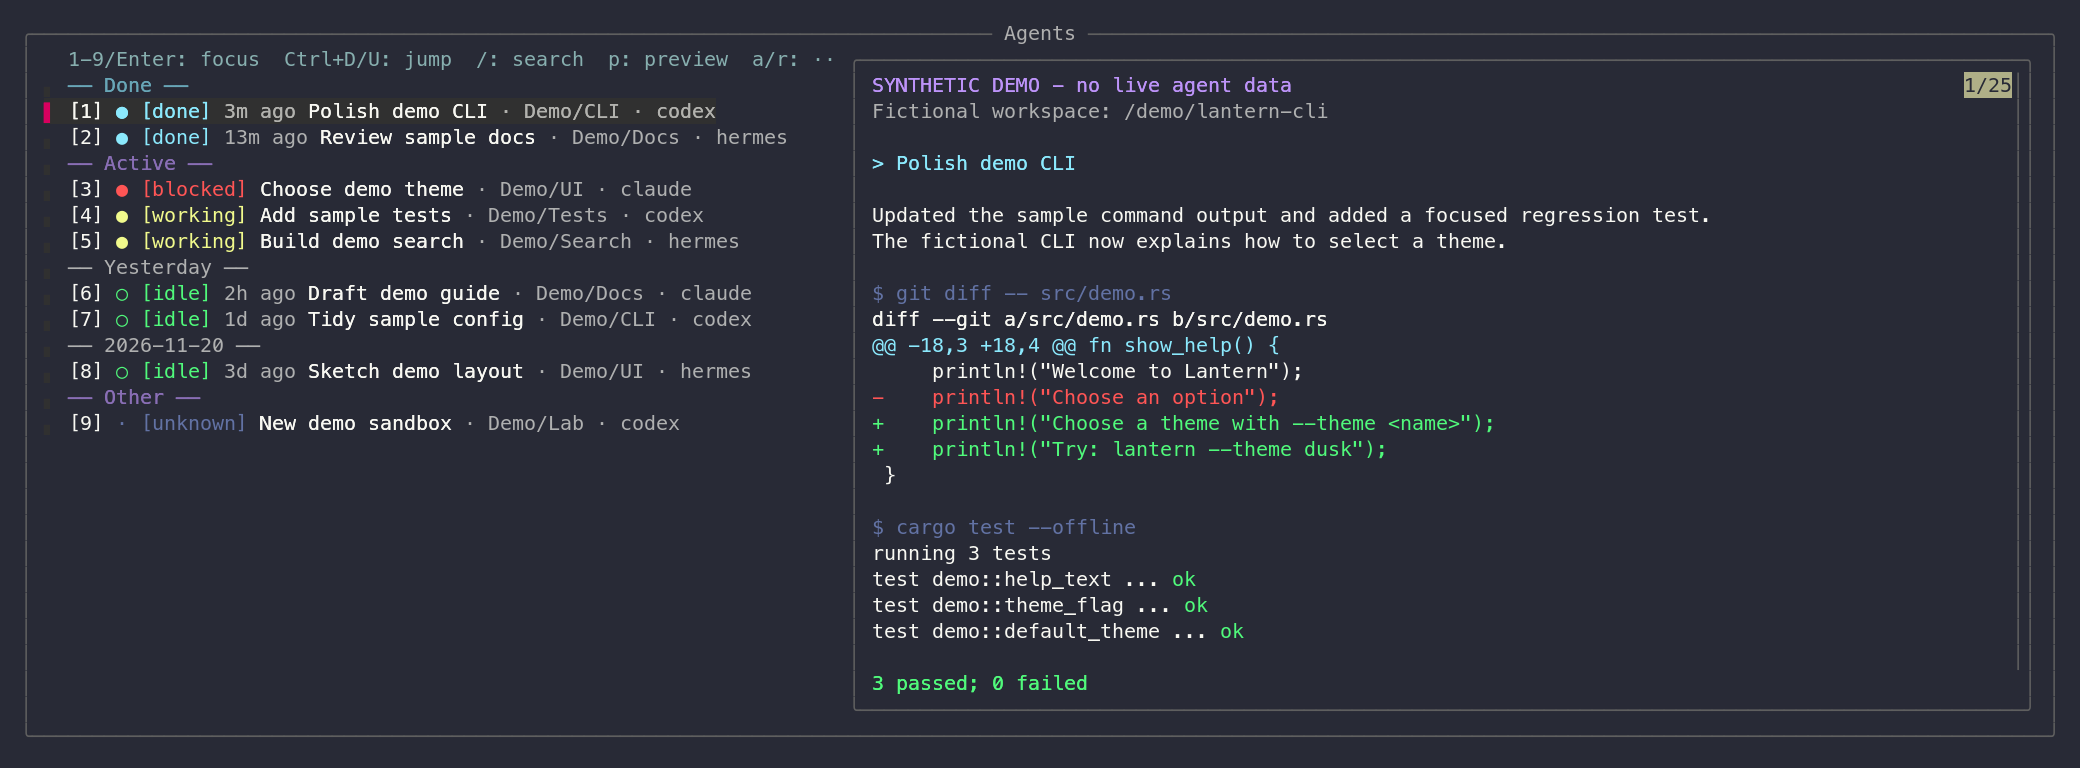 Agents
1-9/Enter: focus  Ctrl+D/U: jump  /: search  p: preview  a/r: ··
── Done ──
[1] ● [done] 3m ago Polish demo CLI · Demo/CLI · codex
[2] ● [done] 13m ago Review sample docs · Demo/Docs · hermes
── Active ──
[3] ● [blocked] Choose demo theme · Demo/UI · claude
[4] ● [working] Add sample tests · Demo/Tests · codex
[5] ● [working] Build demo search · Demo/Search · hermes
── Yesterday ──
[6] ○ [idle] 2h ago Draft demo guide · Demo/Docs · claude
[7] ○ [idle] 1d ago Tidy sample config · Demo/CLI · codex
── 2026-11-20 ──
[8] ○ [idle] 3d ago Sketch demo layout · Demo/UI · hermes
── Other ──
[9] · [unknown] New demo sandbox · Demo/Lab · codex
SYNTHETIC DEMO - no live agent data
1/25
Fictional workspace: /demo/lantern-cli
> Polish demo CLI
Updated the sample command output and added a focused regression test.
The fictional CLI now explains how to select a theme.
$ git diff -- src/demo.rs
diff --git a/src/demo.rs b/src/demo.rs
@@ -18,3 +18,4 @@ fn show_help() {
     println!("Welcome to Lantern");
-    println!("Choose an option");
+    println!("Choose a theme with --theme <name>");
+    println!("Try: lantern --theme dusk");
 }
$ cargo test --offline
running 3 tests
test demo::help_text ... ok
test demo::theme_flag ... ok
test demo::default_theme ... ok
3 passed; 0 failed